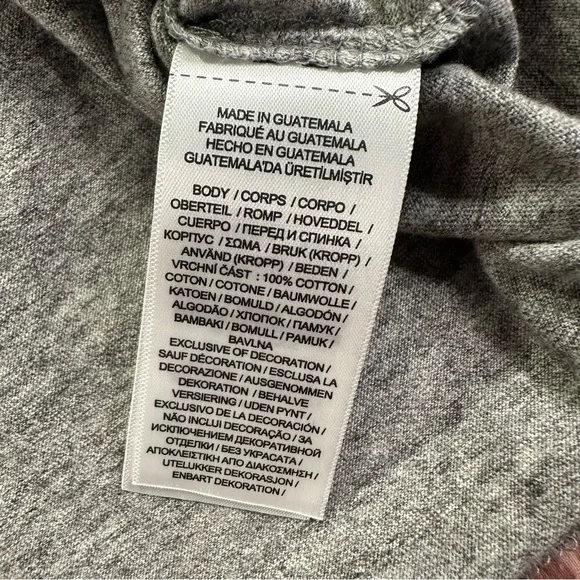 MADE IN GUATEMALA
FABRIQUÉ AU GUATEMALA
HECHO EN GUATEMALA
GUATEMALA'DA ÜRETİLMİŞTİR
BODY / CORPS / CORPO /
OBERTEIL / ROMP / HOVEDDEL /
CUERPO / ПЕРЕД И СПИНКА /
КОРПУС / ΣΩΜΑ / BRUK (KROPP) /
ANVÄND (KROPP) / BEDEN /
VRCHNÍ ČÁST : 100% COTTON /
COTON / COTONE / BAUMWOLLE /
KATOEN / BOMULD / ALGODÓN /
ALGODÃO / ХЛОПОК / ПАМУК /
ΒΑΜΒΑΚΙ / BOMULL / PAMUK /
BAVLNA
EXCLUSIVE OF DECORATION /
SAUF DÉCORATION / ESCLUSA LA
DECORAZIONE / AUSGENOMMEN
DEKORATION / BEHALVE
VERSIERING / UDEN PYNT /
EXCLUSIVO DE LA DECORACIÓN /
NÃO INCLUI DECORAÇÃO / ЗА
ИСКЛЮЧЕНИЕМ ДЕКОРАТИВНОЙ
ОТДЕЛКИ / БЕЗ УКРАСАТА /
ΑΠΟΚΛΕΙΣΤΙΚΗ ΑΠΟ ΔΙΑΚΟΣΜΗΣΗ /
UTELUKKER DEKORASJON /
ENBART DEKORATION /